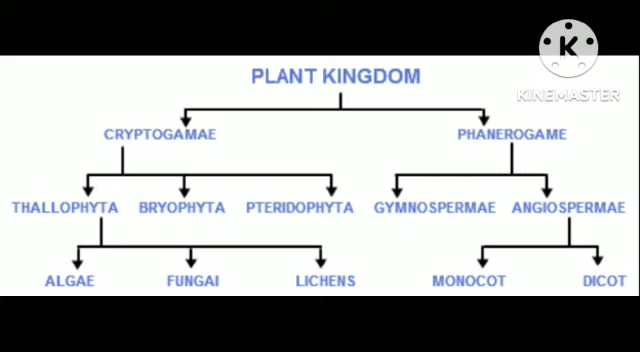 K
KINEMASTER
PLANT KINGDOM
CRYPTOGAMAE PHANEROGAME
THALLOPHYTA BRYOPHYTA PTERIDOPHYTA GYMNOSPERMAE ANGIOSPERMAE
ALGAE FUNGAI LICHENS MONOCOT DICOT